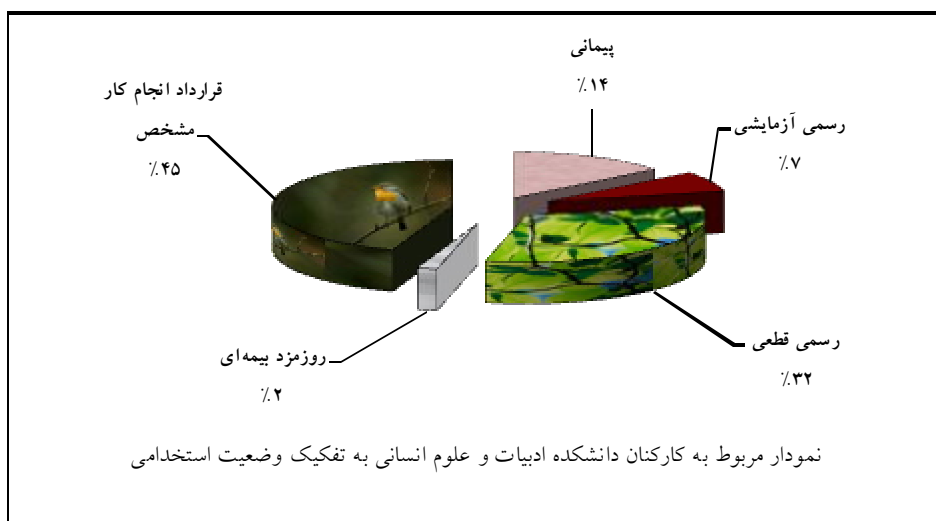 پیمانی
٪۱۴
قرارداد انجام کار
مشخص
٪۴۵
رسمی آزمایشی
٪۷
رسمی قطعی
٪۳۲
روزمزد بیمه‌ای
٪۲
نمودار مربوط به کارکنان دانشکده ادبیات و علوم انسانی به تفکیک وضعیت استخدامی